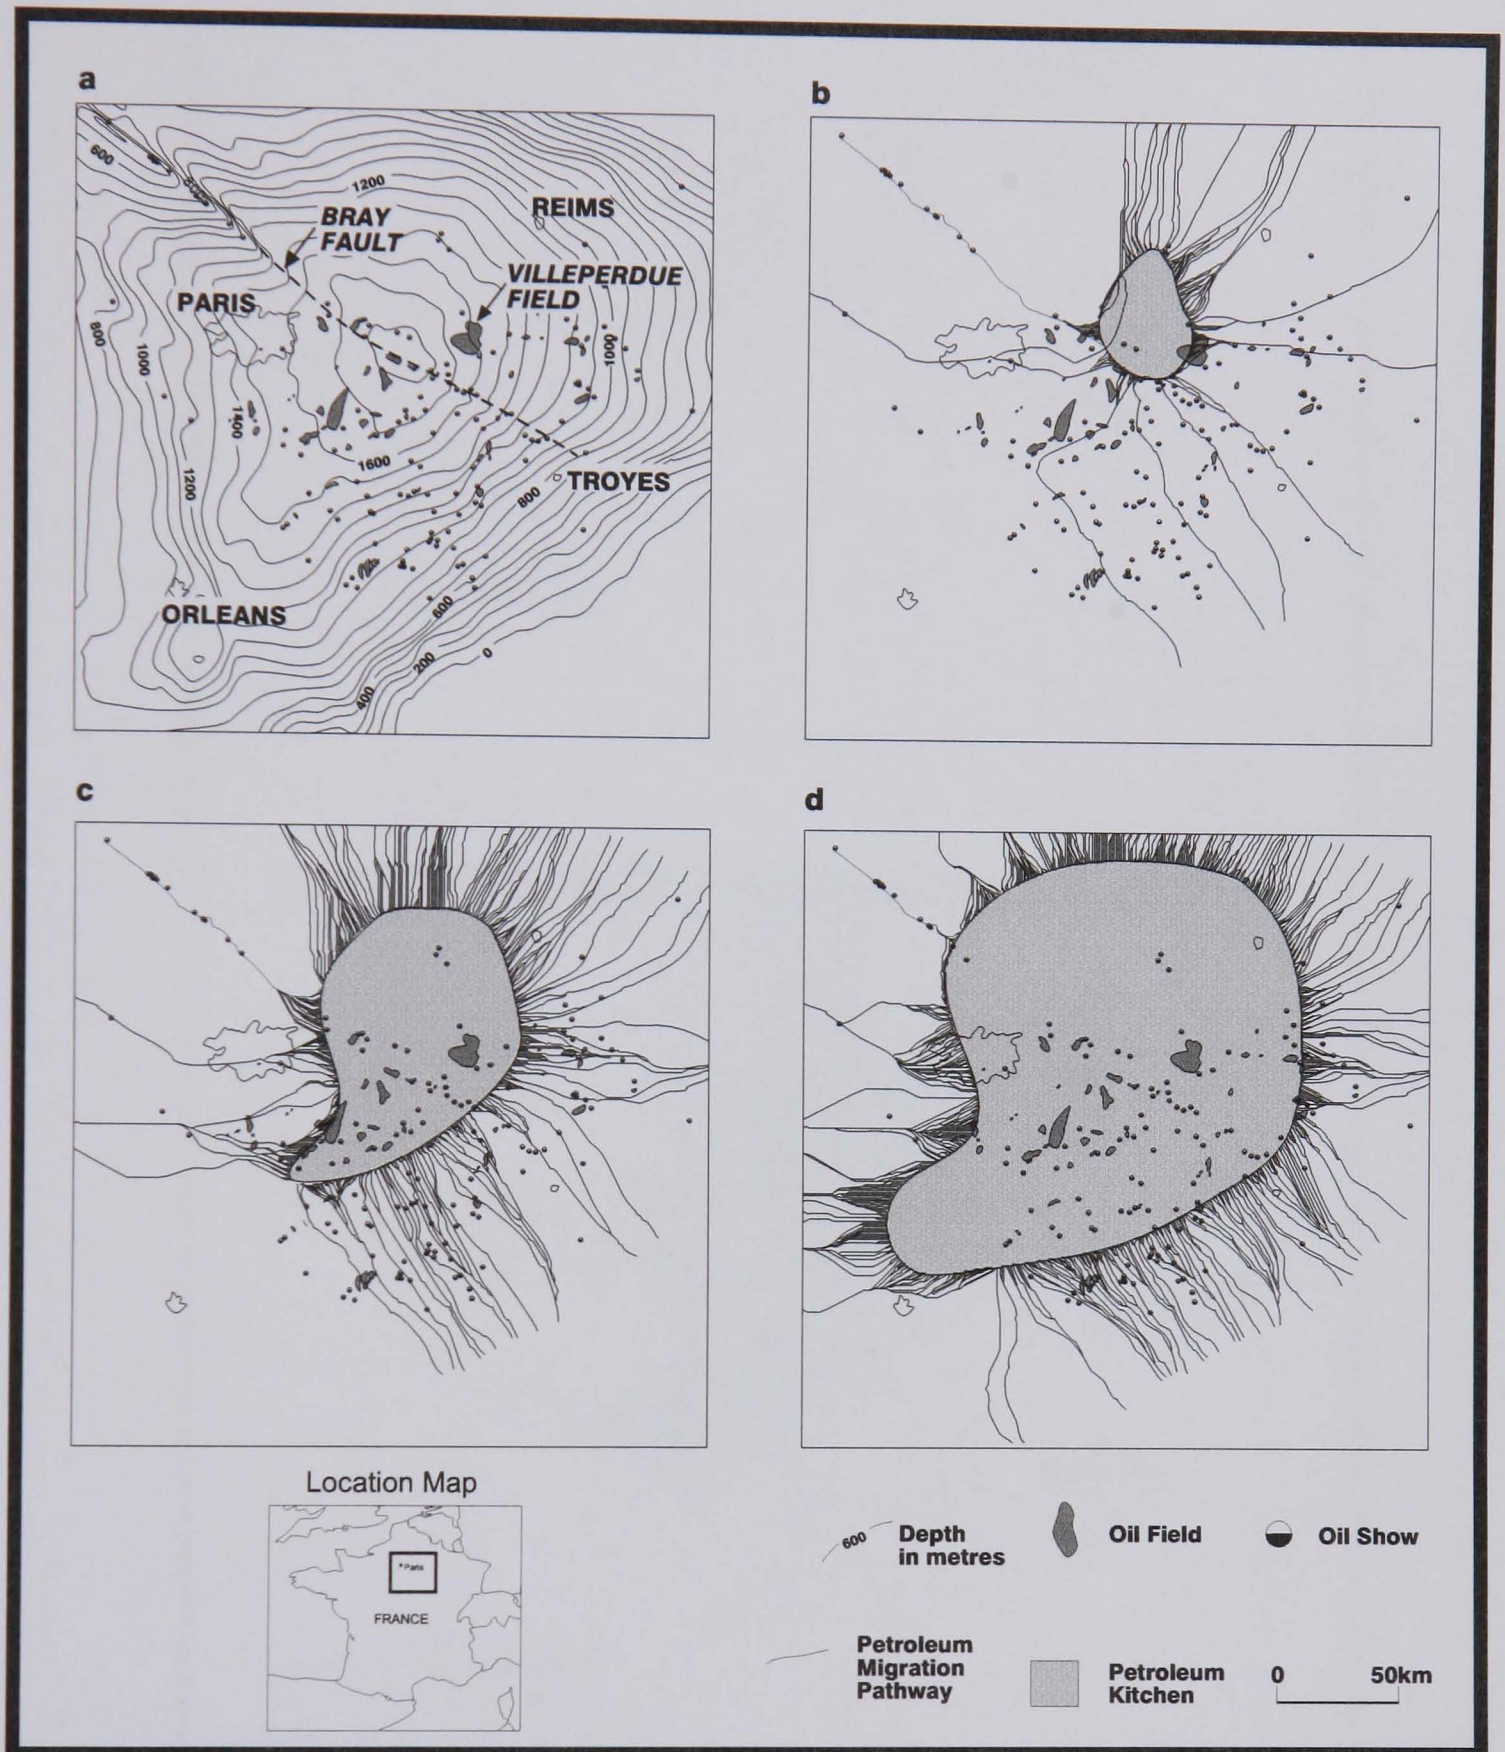 a
600
1200
BRAY
FAULT
REIMS
VILLEPERDUE
FIELD
PARIS
800
1000
1000
1400
1600
1200
800
TROYES
ORLEANS
600
200
0
400
b
c
d
Location Map
Paris
FRANCE
600
Depth
in metres
Oil Field
Oil Show
Petroleum
Migration
Pathway
Petroleum
Kitchen
0 50km